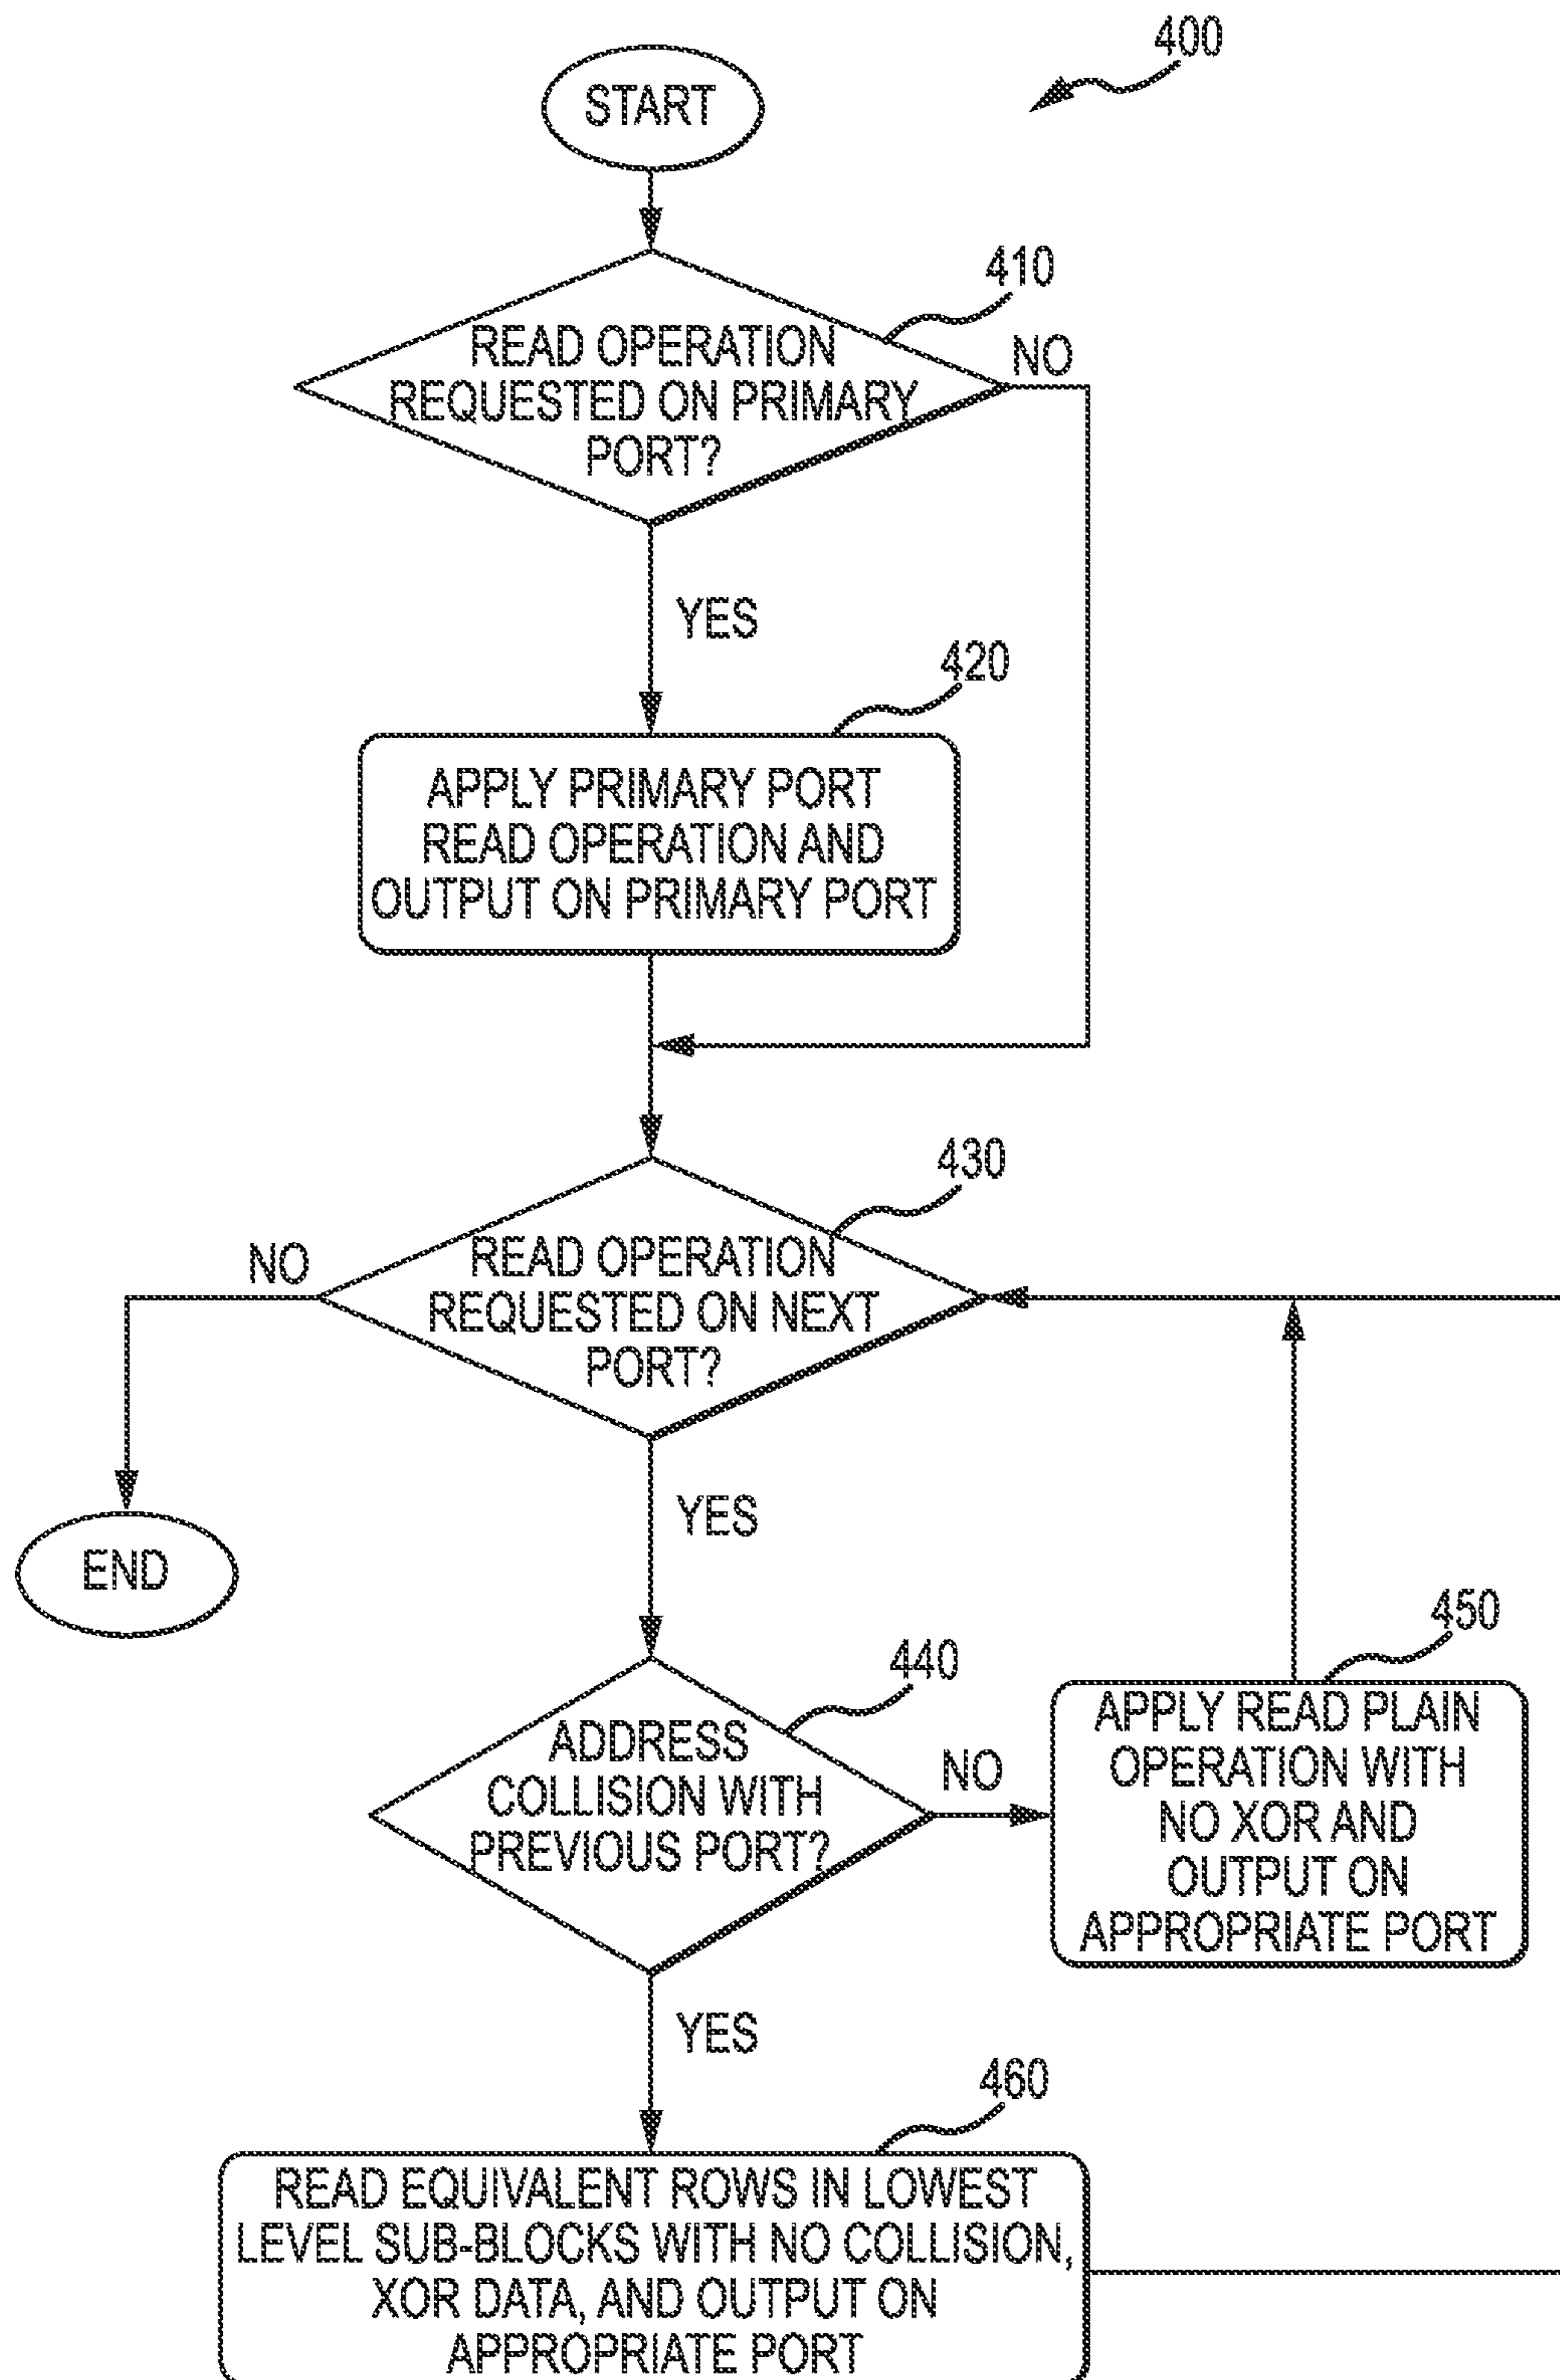 400
START
410
READ OPERATION
REQUESTED ON PRIMARY
PORT?
NO
YES
420
APPLY PRIMARY PORT
READ OPERATION AND
OUTPUT ON PRIMARY PORT
430
NO
READ OPERATION
REQUESTED ON NEXT
PORT?
YES
END
440
ADDRESS
COLLISION WITH
PREVIOUS PORT?
NO
450
APPLY READ PLAIN
OPERATION WITH
NO XOR AND
OUTPUT ON
APPROPRIATE PORT
YES
460
READ EQUIVALENT ROWS IN LOWEST
LEVEL SUB-BLOCKS WITH NO COLLISION,
XOR DATA, AND OUTPUT ON
APPROPRIATE PORT